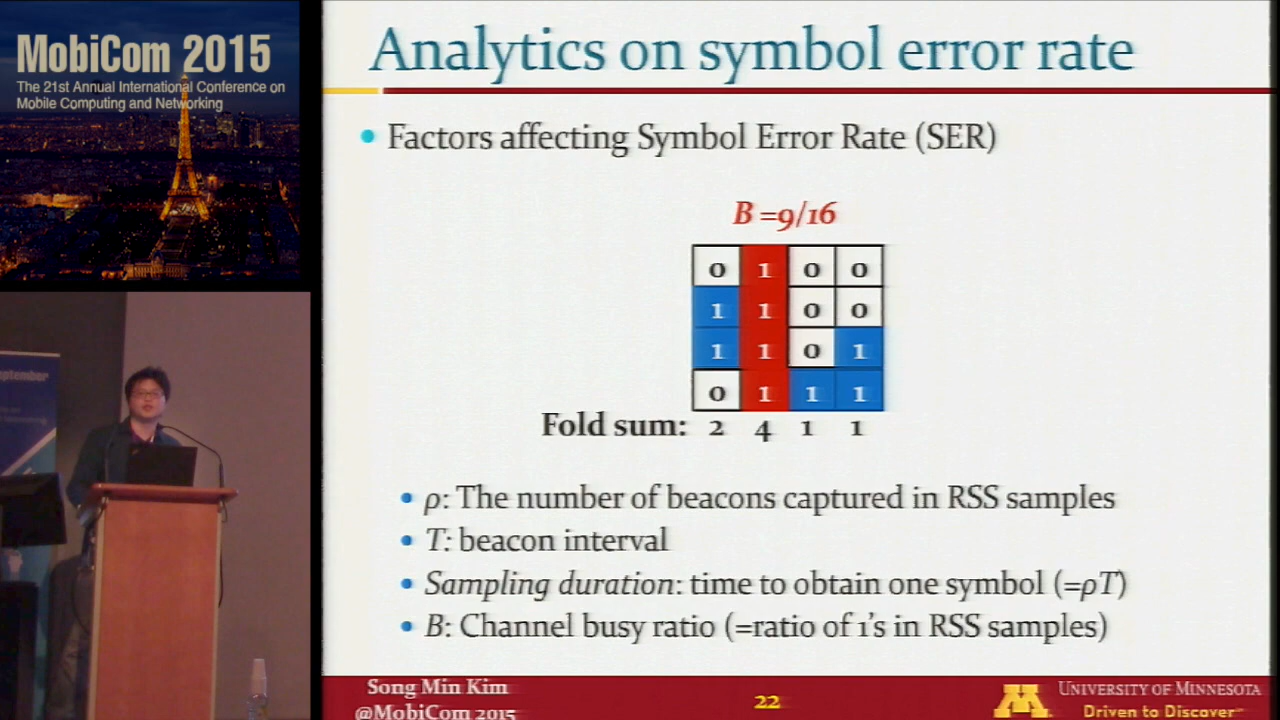 MobiCom 2015
The 21st Annual International Conference on
Mobile Computing and Networking
eptember
Analytics on symbol error rate
Factors affecting Symbol Error Rate (SER)
B =9/16
0 1 0 0
1 1 0 0
1 1 0 1
0 1 1 1
Fold sum: 2 4 1 1
ρ: The number of beacons captured in RSS samples
T: beacon interval
Sampling duration: time to obtain one symbol (=ρT)
B: Channel busy ratio (=ratio of 1's in RSS samples)
Song Min Kim
@MobiCom 2015
22
UNIVERSITY OF MINNESOTA
Driven to Discover